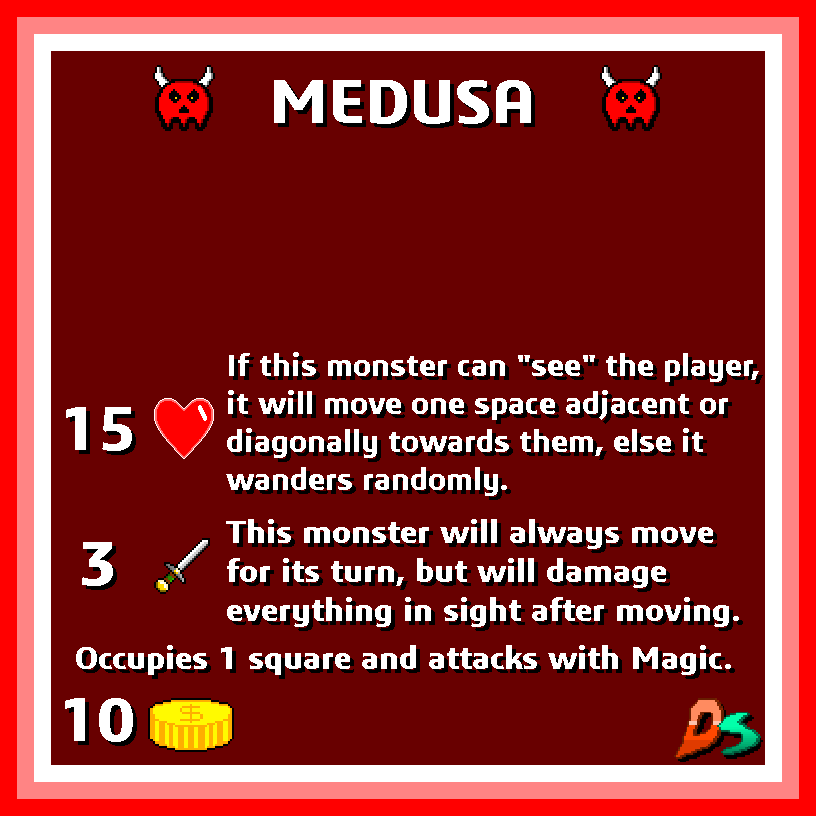 MEDUSA
If this monster can "see" the player,
it will move one space adjacent or
diagonally towards them, else it
wanders randomly.
15
This monster will always move
for its turn, but will damage
everything in sight after moving.
3
Occupies 1 square and attacks with Magic.
10
$
DS